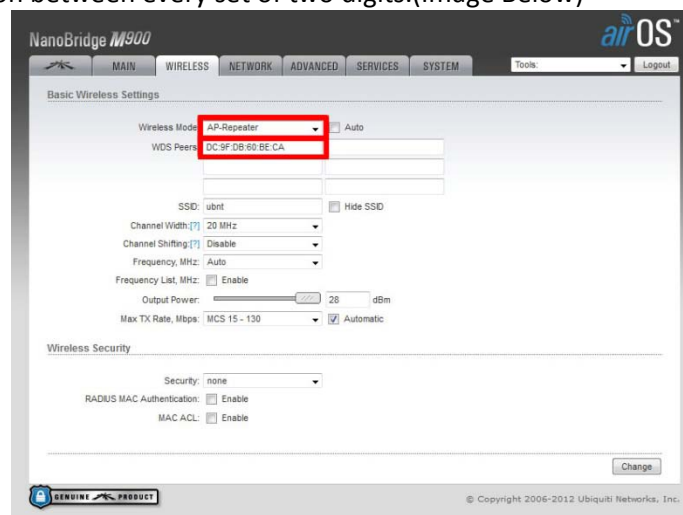 on between every set of two digits.(Image Below)
NanoBridge M900
airOS™
MAIN WIRELESS NETWORK ADVANCED SERVICES SYSTEM Tools: Logout
Basic Wireless Settings
Wireless Mode: AP-Repeater Auto
WDS Peers: DC:9F:DB:60:BE:CA
SSID: ubnt Hide SSID
Channel Width:[?] 20 MHz
Channel Shifting:[?] Disable
Frequency, MHz: Auto
Frequency List, MHz: Enable
Output Power: 28 dBm
Max TX Rate, Mbps: MCS 15 - 130 Automatic
Wireless Security
Security: none
RADIUS MAC Authentication: Enable
MAC ACL: Enable
Change
GENUINE PRODUCT
© Copyright 2006-2012 Ubiquiti Networks, Inc.